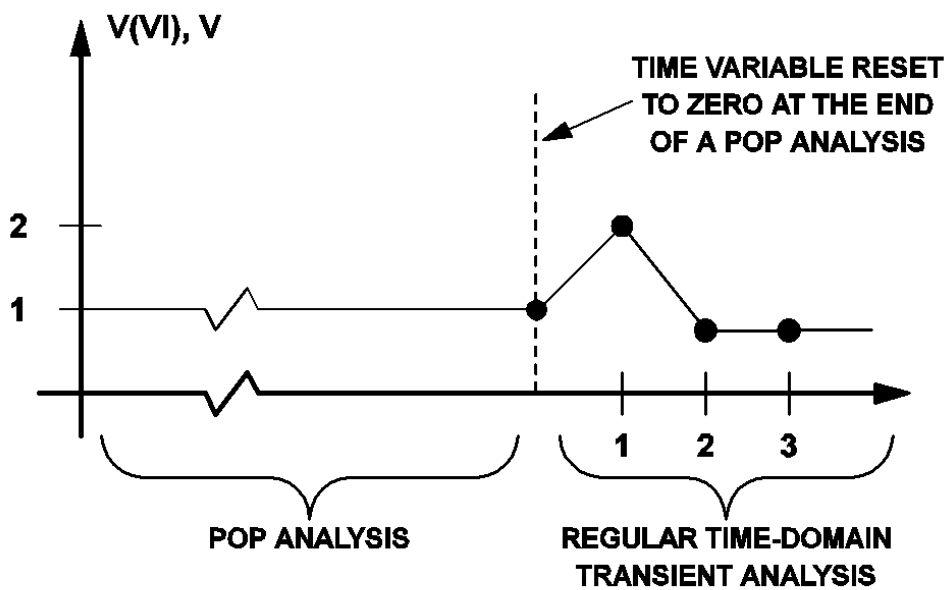 V(VI), V
TIME VARIABLE RESET
TO ZERO AT THE END
OF A POP ANALYSIS
2
1
1 2 3
POP ANALYSIS
REGULAR TIME-DOMAIN
TRANSIENT ANALYSIS